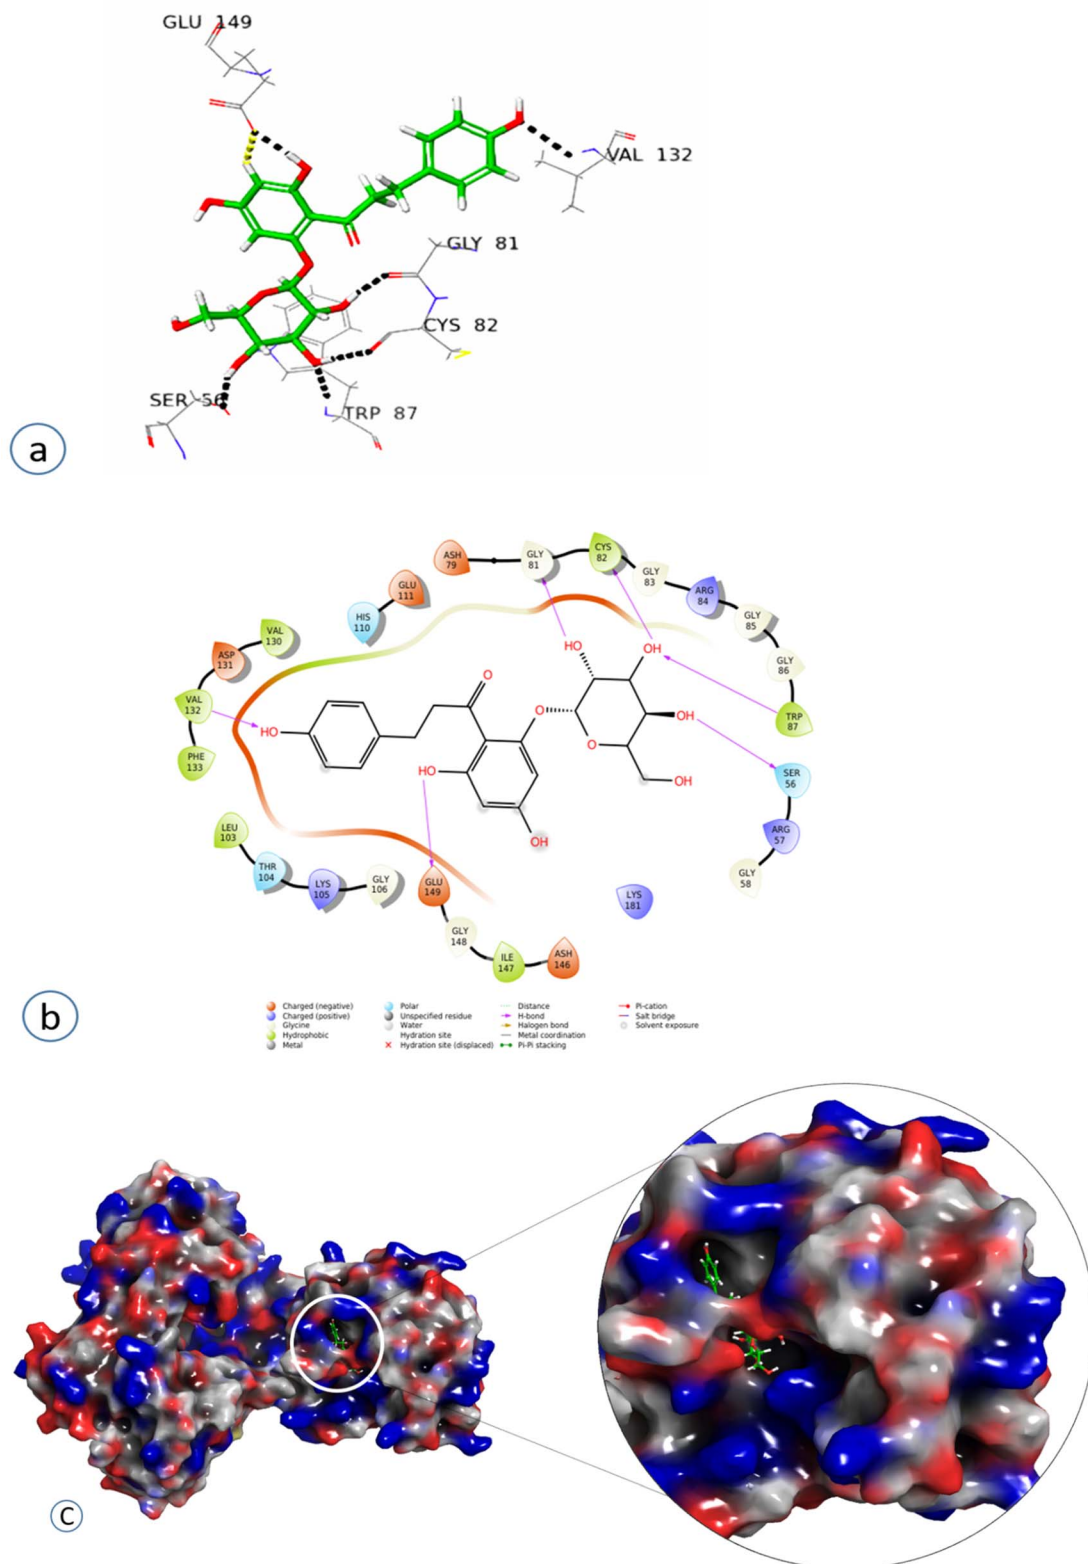 GLU 149
VAL 132
GLY 81
CYS 82
SER 56
TRP 87
a
ASH
79
GLY
81
CYS
82
GLY
83
ARG
84
GLY
85
GLY
86
TRP
87
GLU
111
HIS
110
VAL
130
ASP
131
VAL
132
PHE
133
O
HO
OH
HO
O
OH
O
HO
OH
OH
SER
56
ARG
57
GLY
58
LEU
103
THR
104
LYS
105
GLY
106
GLU
149
GLY
148
ILE
147
ASH
146
LYS
181
b
Charged (negative)
Charged (positive)
Glycine
Hydrophobic
Metal
Polar
Unspecified residue
Water
Hydration site
Hydration site (displaced)
Distance
H-bond
Halogen bond
Metal coordination
Pi-Pi stacking
Pi-cation
Salt bridge
Solvent exposure
C